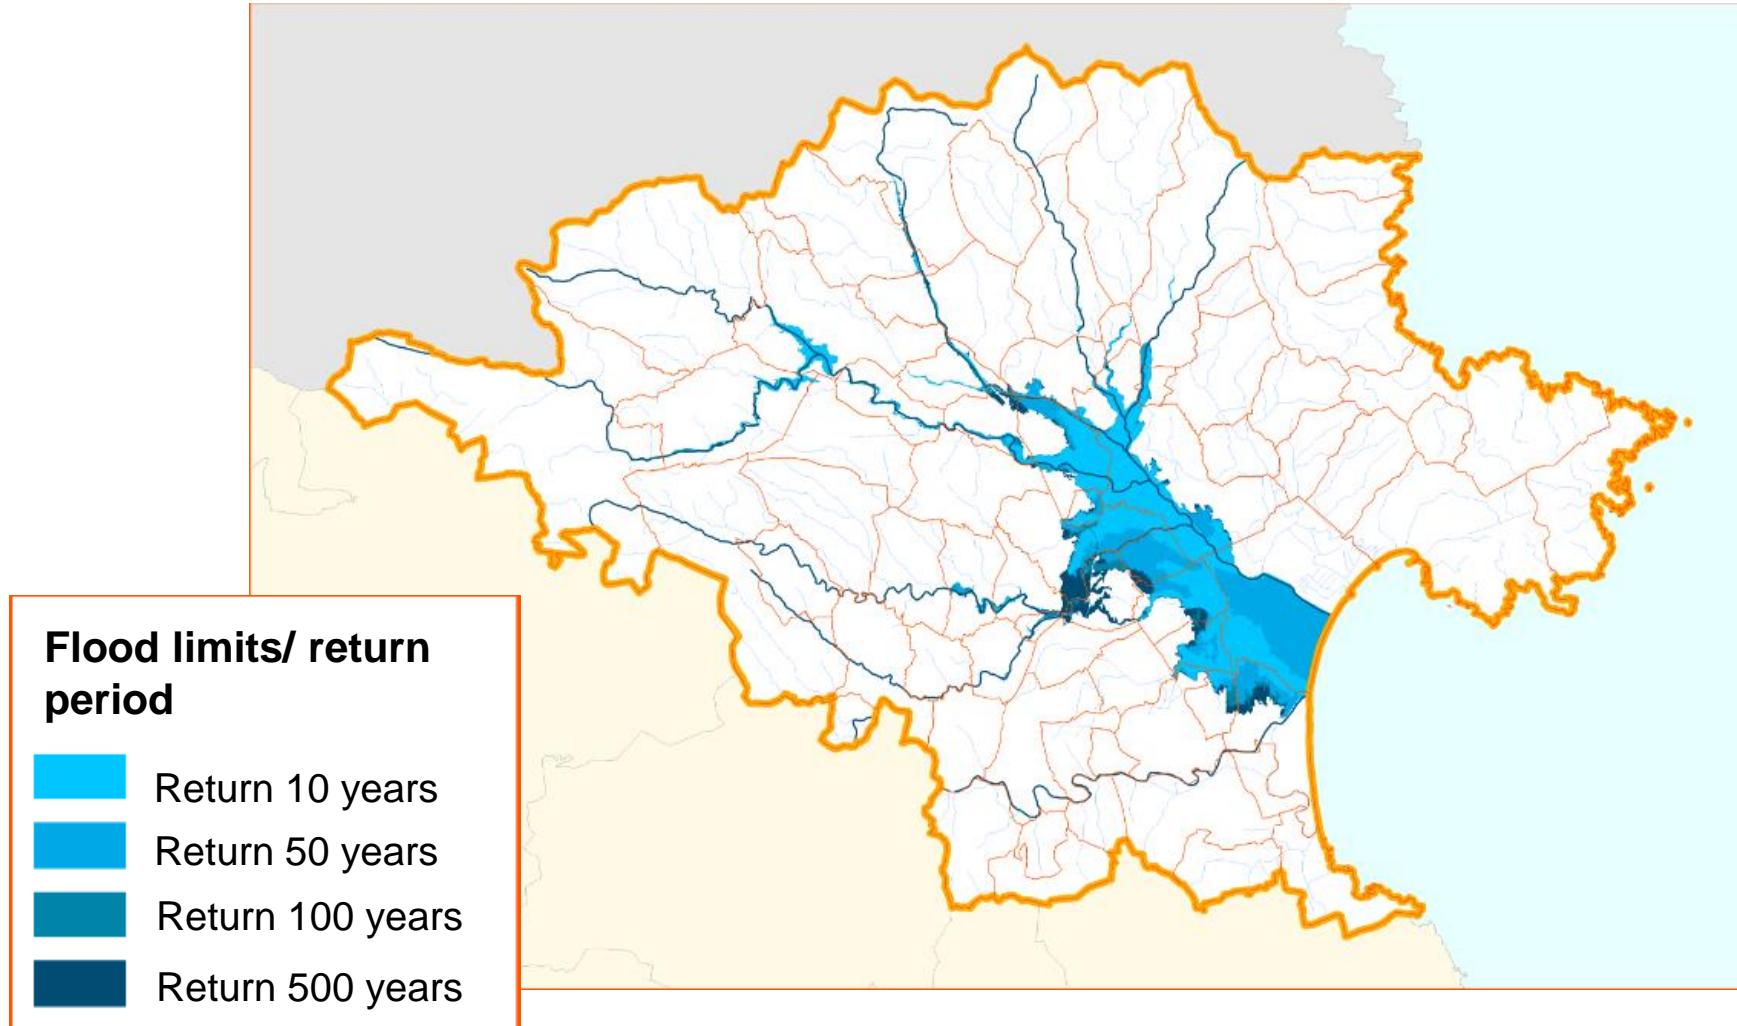 Flood limits/ return
period
Return 10 years
Return 50 years
Return 100 years
Return 500 years